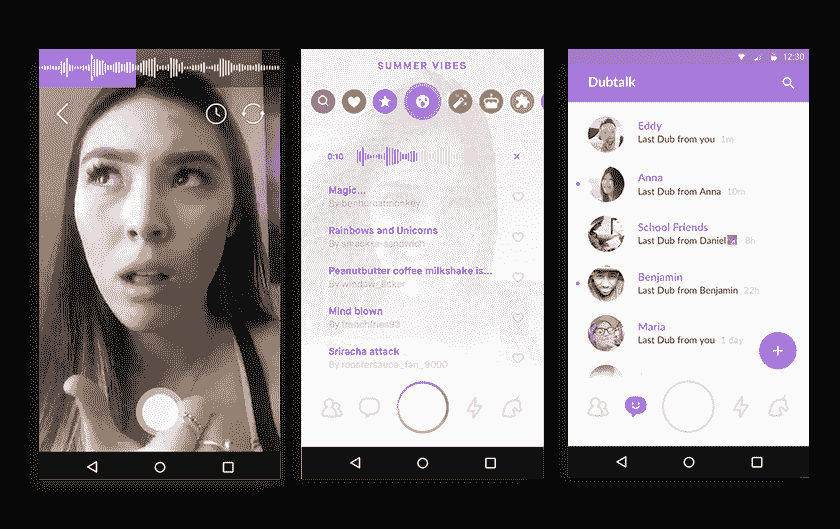 SUMMER VIBES
0:10
Magic...
By benhurcatmonkey
Rainbows and Unicorns
By smack-a-sandwich
Peanutbutter coffee milkshake is...
By window_licker
Mind blown
By frenchfries93
Sriracha attack
By roostersauce_fan_9000
12:30
Dubtalk
Eddy
Last Dub from you 1m
Anna
Last Dub from Anna 10m
School Friends
Last Dub from Daniel 8h
Benjamin
Last Dub from Benjamin 22h
Maria
Last Dub from you 1 day